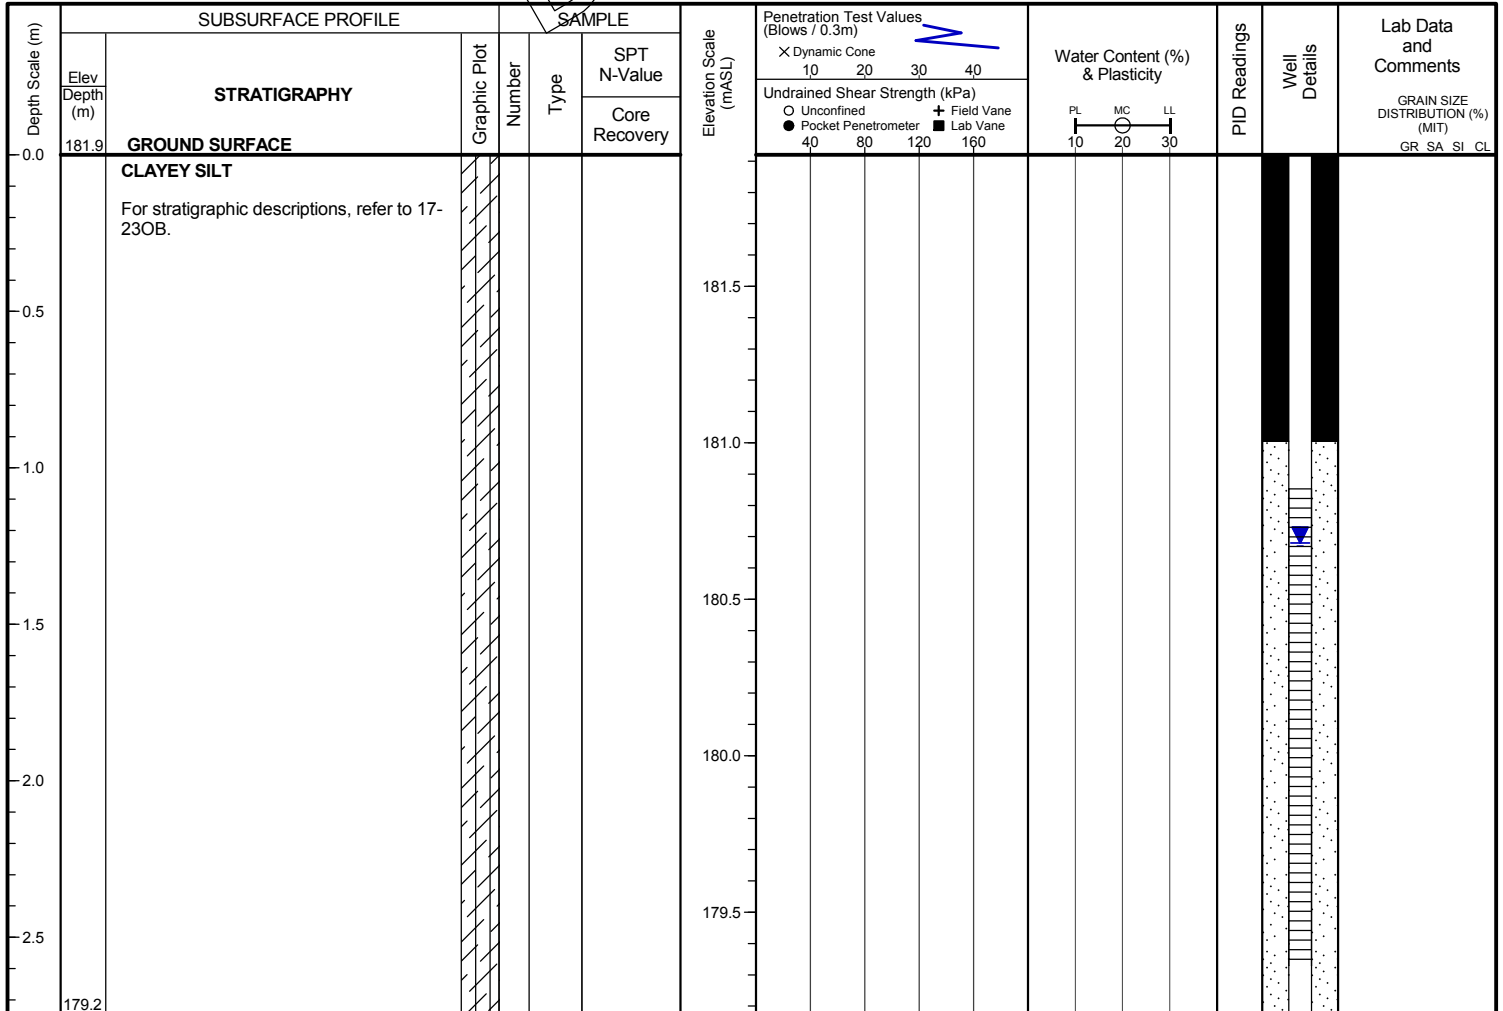 SUBSURFACE PROFILE
SAMPLE
Depth Scale (m)
Elev
Depth
(m)
STRATIGRAPHY
Graphic Plot
Number
Type
SPT
N-Value
Core
Recovery
Elevation Scale
(mASL)
Penetration Test Values
(Blows / 0.3m)
Dynamic Cone
10 20 30 40
Undrained Shear Strength (kPa)
Unconfined Field Vane
Pocket Penetrometer Lab Vane
40 80 120 160
Water Content (%)
& Plasticity
PL MC LL
10 20 30
PID Readings
Well
Details
Lab Data
and
Comments
GRAIN SIZE
DISTRIBUTION (%)
(MIT)
GR SA SI CL
0.0
181.9
GROUND SURFACE
CLAYEY SILT
For stratigraphic descriptions, refer to 17-
23OB.
0.5
1.0
1.5
2.0
2.5
179.2
181.5
181.0
180.5
180.0
179.5